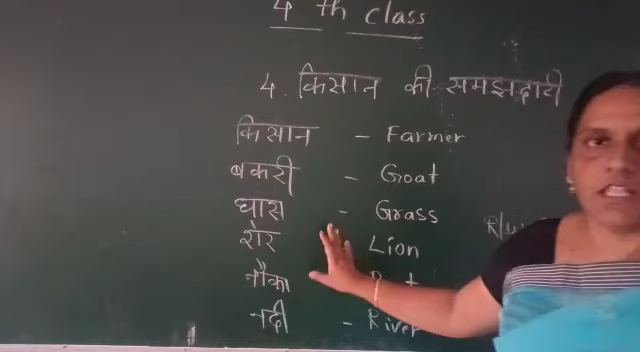 4 th class
4. किसान की समझदारी
किसान – Farmer
बकरी – Goat
घास – Grass
शेर Lion
नौका
नदी – River